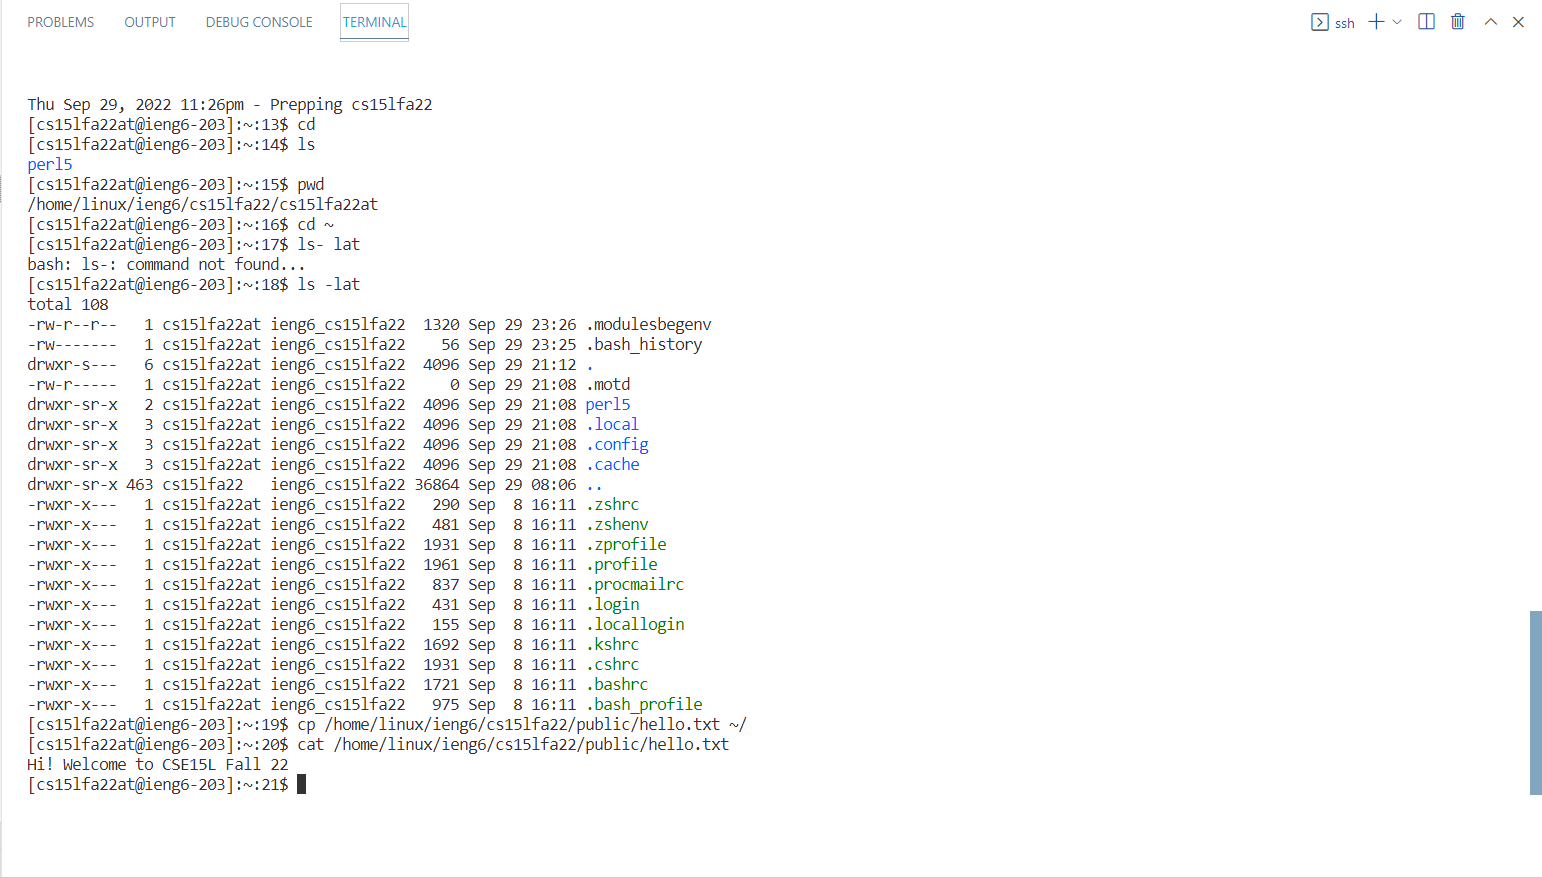 PROBLEMS OUTPUT DEBUG CONSOLE TERMINAL ssh
Thu Sep 29, 2022 11:26pm - Prepping cs15lfa22
[cs15lfa22at@ieng6-203]:~:13$ cd
[cs15lfa22at@ieng6-203]:~:14$ ls
perl5
[cs15lfa22at@ieng6-203]:~:15$ pwd
/home/linux/ieng6/cs15lfa22/cs15lfa22at
[cs15lfa22at@ieng6-203]:~:16$ cd ~
[cs15lfa22at@ieng6-203]:~:17$ ls- lat
bash: ls-: command not found...
[cs15lfa22at@ieng6-203]:~:18$ ls -lat
total 108
-rw-r--r--   1 cs15lfa22at ieng6_cs15lfa22  1320 Sep 29 23:26 .modulesbegenv
-rw-------   1 cs15lfa22at ieng6_cs15lfa22    56 Sep 29 23:25 .bash_history
drwxr-s---   6 cs15lfa22at ieng6_cs15lfa22  4096 Sep 29 21:12 .
-rw-r-----   1 cs15lfa22at ieng6_cs15lfa22     0 Sep 29 21:08 .motd
drwxr-sr-x   2 cs15lfa22at ieng6_cs15lfa22  4096 Sep 29 21:08 perl5
drwxr-sr-x   3 cs15lfa22at ieng6_cs15lfa22  4096 Sep 29 21:08 .local
drwxr-sr-x   3 cs15lfa22at ieng6_cs15lfa22  4096 Sep 29 21:08 .config
drwxr-sr-x   3 cs15lfa22at ieng6_cs15lfa22  4096 Sep 29 21:08 .cache
drwxr-sr-x 463 cs15lfa22   ieng6_cs15lfa22 36864 Sep 29 08:06 ..
-rwxr-x---   1 cs15lfa22at ieng6_cs15lfa22   290 Sep  8 16:11 .zshrc
-rwxr-x---   1 cs15lfa22at ieng6_cs15lfa22   481 Sep  8 16:11 .zshenv
-rwxr-x---   1 cs15lfa22at ieng6_cs15lfa22  1931 Sep  8 16:11 .zprofile
-rwxr-x---   1 cs15lfa22at ieng6_cs15lfa22  1961 Sep  8 16:11 .profile
-rwxr-x---   1 cs15lfa22at ieng6_cs15lfa22   837 Sep  8 16:11 .procmailrc
-rwxr-x---   1 cs15lfa22at ieng6_cs15lfa22   431 Sep  8 16:11 .login
-rwxr-x---   1 cs15lfa22at ieng6_cs15lfa22   155 Sep  8 16:11 .locallogin
-rwxr-x---   1 cs15lfa22at ieng6_cs15lfa22  1692 Sep  8 16:11 .kshrc
-rwxr-x---   1 cs15lfa22at ieng6_cs15lfa22  1931 Sep  8 16:11 .cshrc
-rwxr-x---   1 cs15lfa22at ieng6_cs15lfa22  1721 Sep  8 16:11 .bashrc
-rwxr-x---   1 cs15lfa22at ieng6_cs15lfa22   975 Sep  8 16:11 .bash_profile
[cs15lfa22at@ieng6-203]:~:19$ cp /home/linux/ieng6/cs15lfa22/public/hello.txt ~/
[cs15lfa22at@ieng6-203]:~:20$ cat /home/linux/ieng6/cs15lfa22/public/hello.txt
Hi! Welcome to CSE15L Fall 22
[cs15lfa22at@ieng6-203]:~:21$